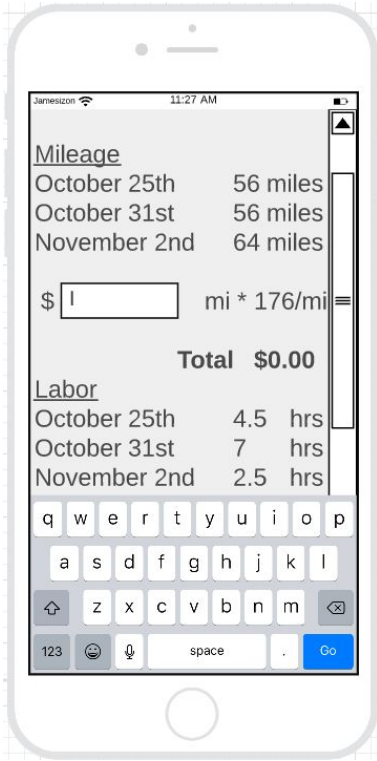 Jamesizon 11:27 AM
Mileage
October 25th 56 miles
October 31st 56 miles
November 2nd 64 miles
$ I mi * 176/mi
Total $0.00
Labor
October 25th 4.5 hrs
October 31st 7 hrs
November 2nd 2.5 hrs
q w e r t y u i o p
a s d f g h j k l
z x c v b n m
123 space . Go